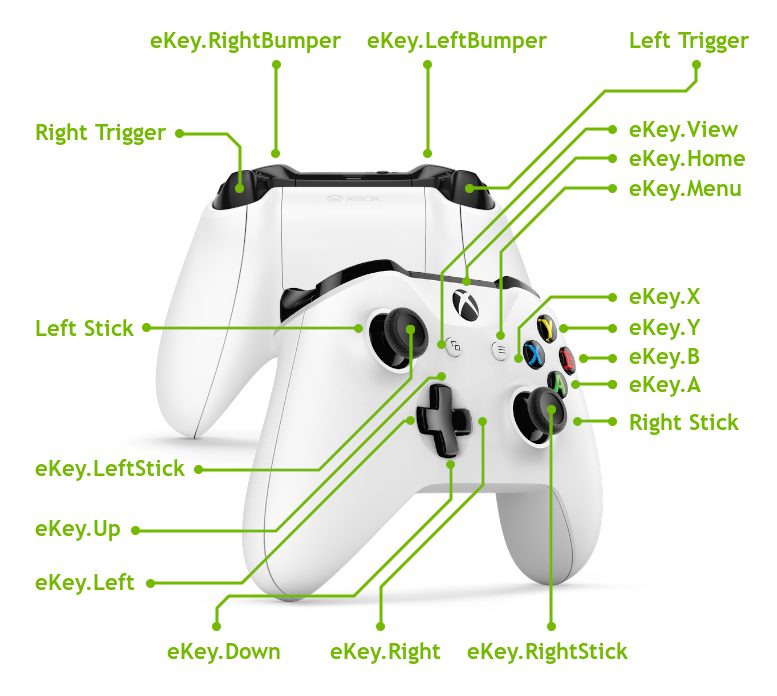 eKey.RightBumper
eKey.LeftBumper
Left Trigger
Right Trigger
eKey.View
eKey.Home
eKey.Menu
XBOX
eKey.X
eKey.Y
eKey.B
eKey.A
Left Stick
Y
X
B
A
Right Stick
eKey.LeftStick
eKey.Up
eKey.Left
eKey.Down
eKey.Right
eKey.RightStick